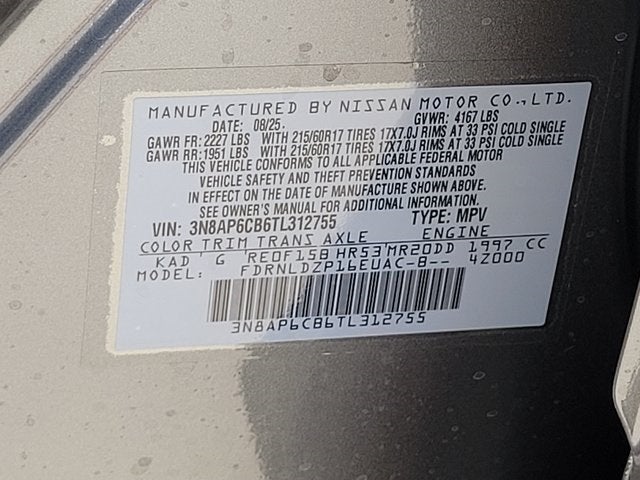 MANUFACTURED BY NISSAN MOTOR CO., LTD.
DATE: 08/25. GVWR: 4167 LBS
GAWR FR: 2227 LBS WITH 215/60R17 TIRES 17X7.0J RIMS AT 33 PSI COLD SINGLE
GAWR RR: 1951 LBS WITH 215/60R17 TIRES 17X7.0J RIMS AT 33 PSI COLD SINGLE
THIS VEHICLE CONFORMS TO ALL APPLICABLE FEDERAL MOTOR
VEHICLE SAFETY AND THEFT PREVENTION STANDARDS
IN EFFECT ON THE DATE OF MANUFACTURE SHOWN ABOVE.
SEE OWNER'S MANUAL FOR ADDITIONAL INFORMATION.
VIN: 3N8AP6CB6TL312755 TYPE: MPV
COLOR TRIM TRANS AXLE ENGINE
KAD ' G ' RE0F15B HR53'MR20DD 1997 CC
MODEL: FDRNLDZP16EUAC-B-- 4Z000
3N8AP6CB6TL312755